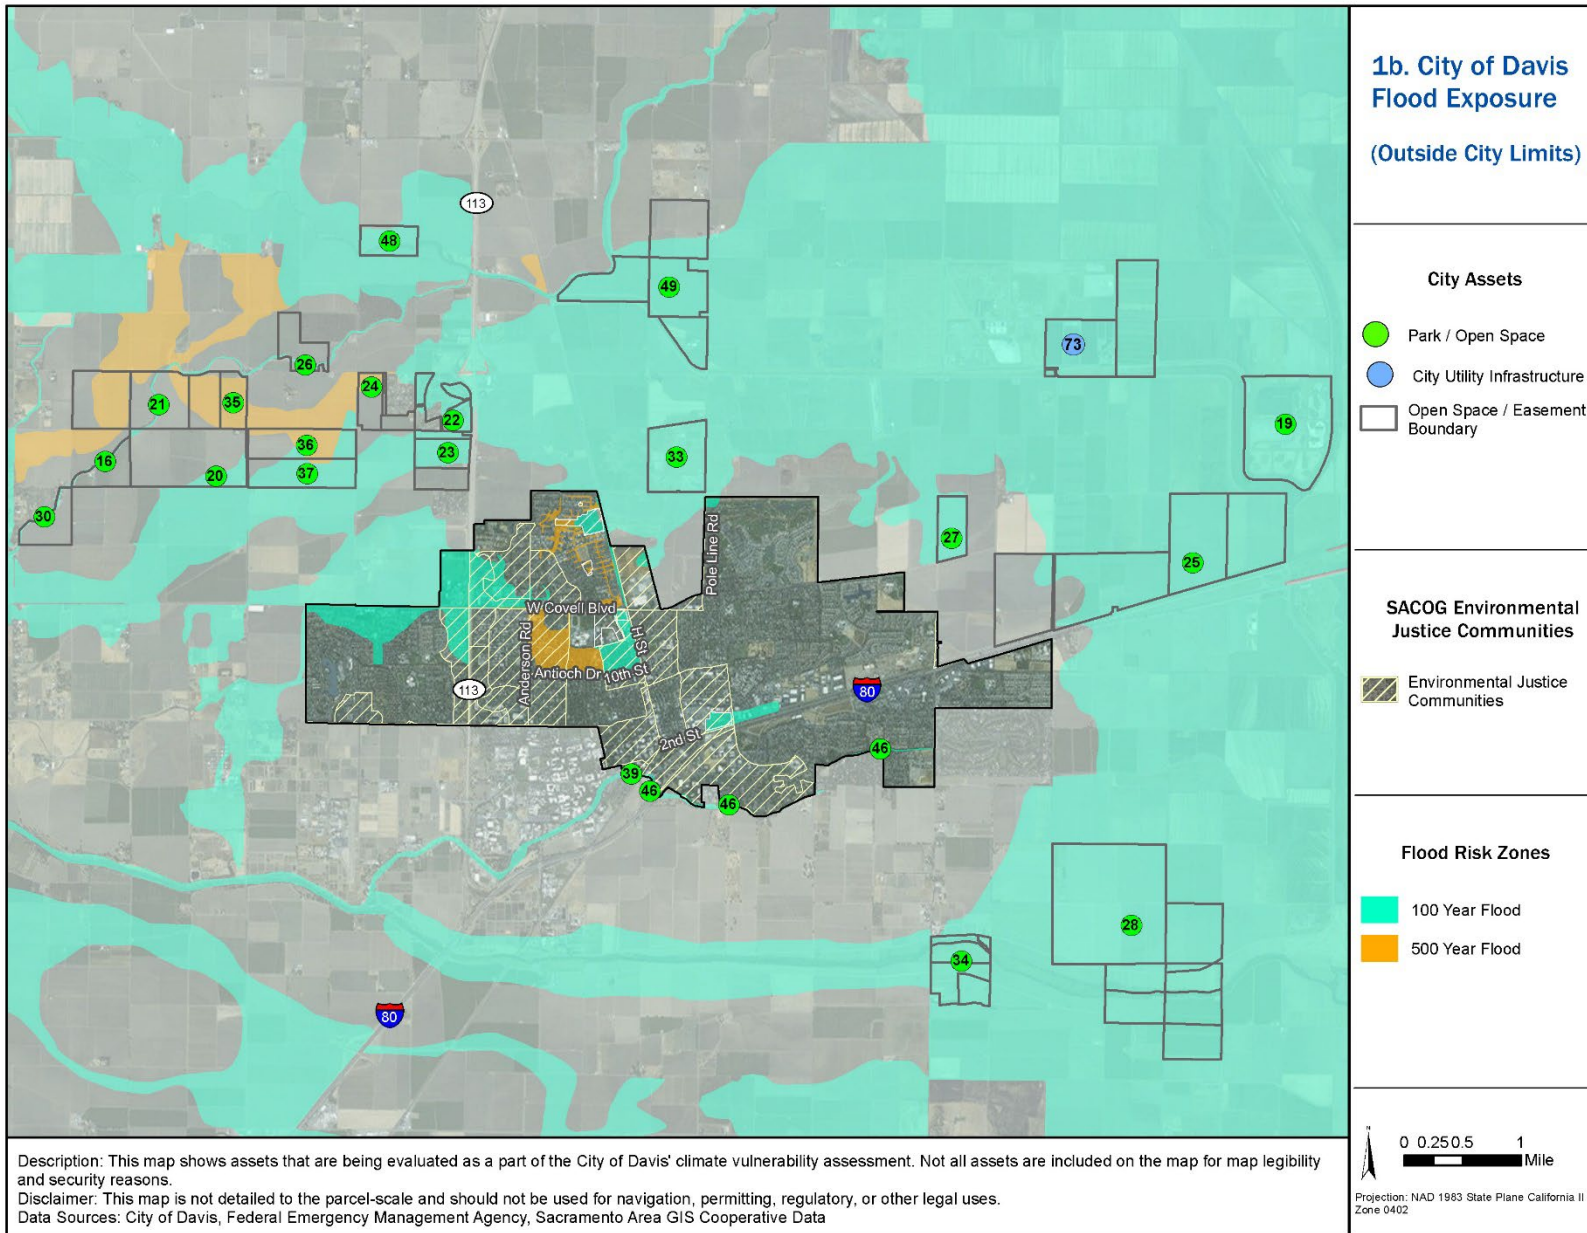 1b. City of Davis
Flood Exposure
(Outside City Limits)
City Assets
Park / Open Space
City Utility Infrastructure
Open Space / Easement
Boundary
SACOG Environmental
Justice Communities
Environmental Justice
Communities
Flood Risk Zones
100 Year Flood
500 Year Flood
N
0 0.25 0.5 1
Mile
Projection: NAD 1983 State Plane California II
Zone 0402
113
48
49
73
26
24
21
35
22
19
36
23
33
16
20
37
30
27
25
Pole Line Rd
W Covell Blvd
H St
Anderson Rd
Antioch Dr
10th St
113
80
2nd St
46
39
46
46
28
34
80
Description: This map shows assets that are being evaluated as a part of the City of Davis' climate vulnerability assessment. Not all assets are included on the map for map legibility
and security reasons.
Disclaimer: This map is not detailed to the parcel-scale and should not be used for navigation, permitting, regulatory, or other legal uses.
Data Sources: City of Davis, Federal Emergency Management Agency, Sacramento Area GIS Cooperative Data